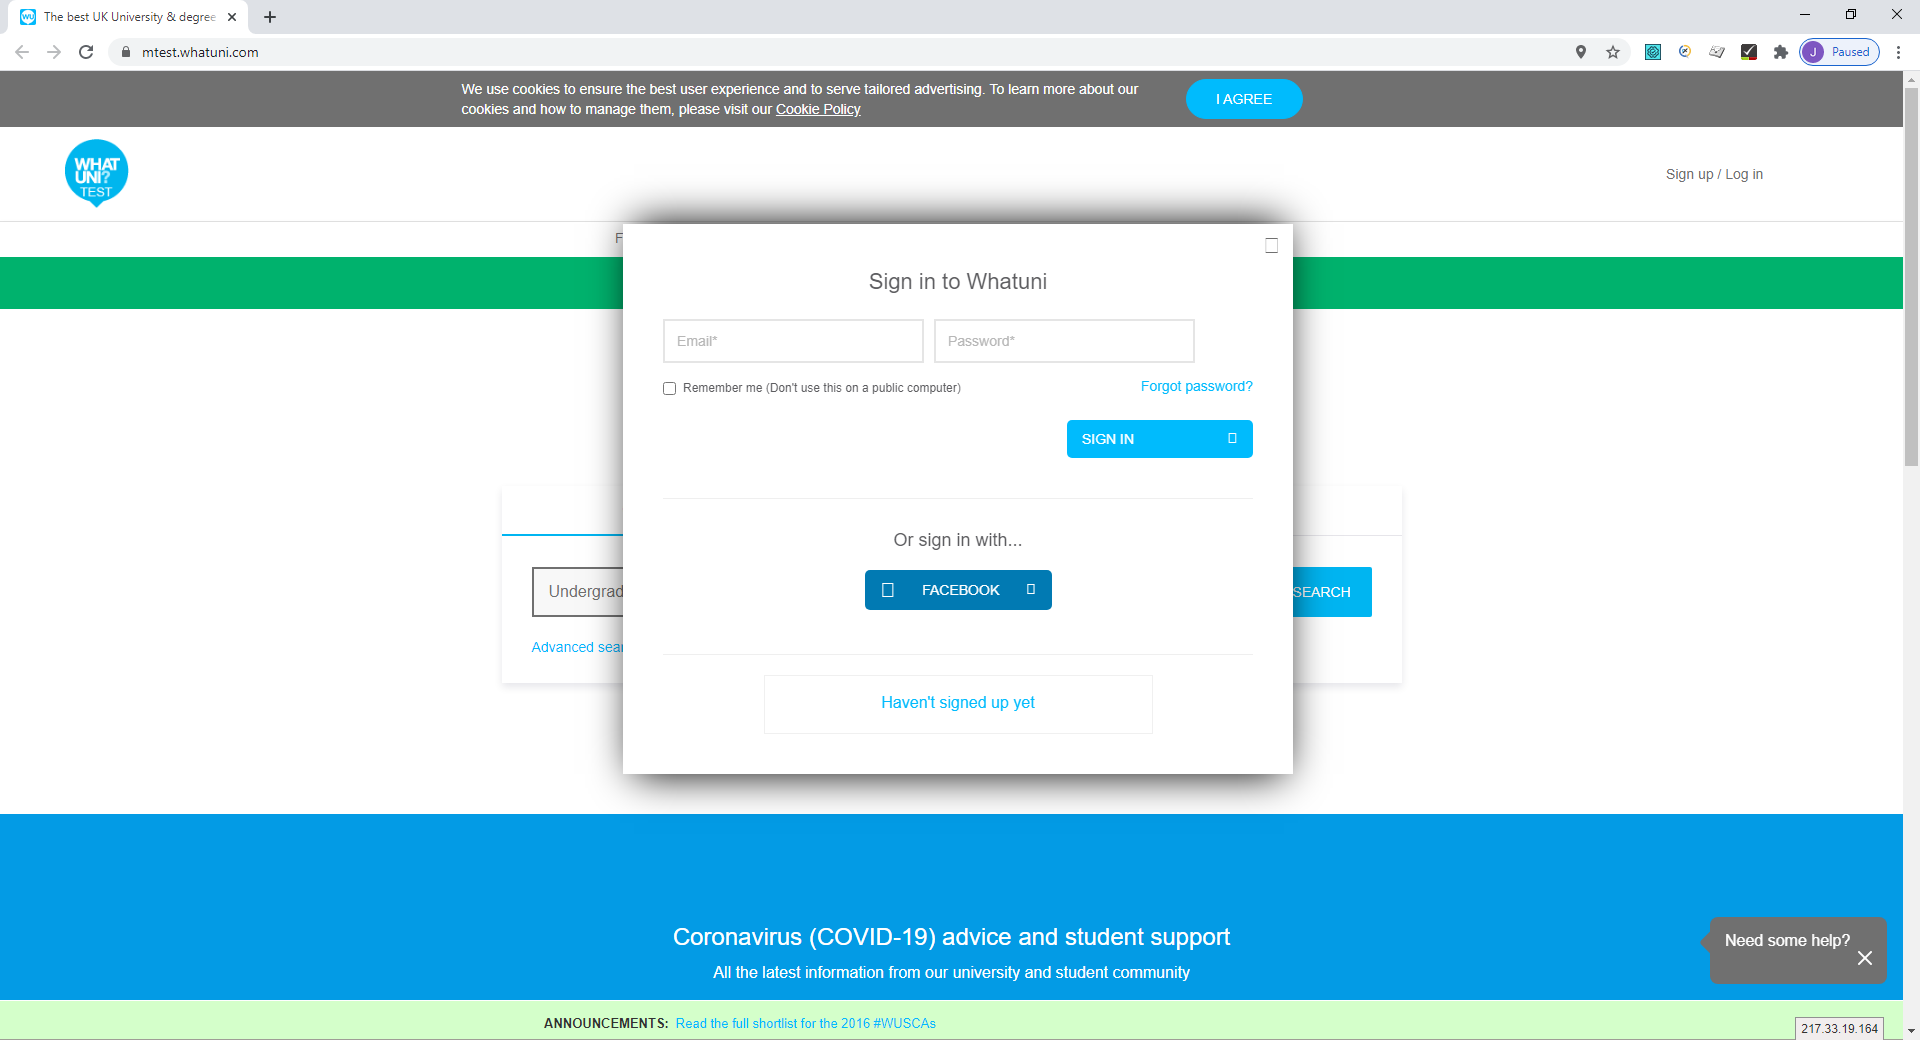 The best UK University & degree
mtest.whatuni.com
J Paused
We use cookies to ensure the best user experience and to serve tailored advertising. To learn more about our
cookies and how to manage them, please visit our Cookie Policy
I AGREE
WHAT
UNI?
TEST
Sign up / Log in
F
Sign in to Whatuni
Email*
Password*
Remember me (Don't use this on a public computer)
Forgot password?
SIGN IN
Or sign in with...
FACEBOOK
Undergrad
SEARCH
Advanced sear
Haven't signed up yet
Coronavirus (COVID-19) advice and student support
All the latest information from our university and student community
Need some help?
ANNOUNCEMENTS: Read the full shortlist for the 2016 #WUSCAs
217.33.19.164